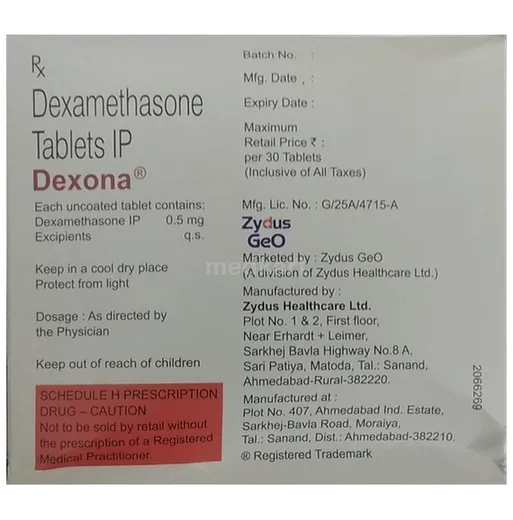 Rx
Dexamethasone
Tablets IP
Dexona®
Each uncoated tablet contains:
Dexamethasone IP 0.5 mg
Excipients q.s.
Keep in a cool dry place
Protect from light
Dosage : As directed by
the Physician
Keep out of reach of children
SCHEDULE H PRESCRIPTION
DRUG – CAUTION
Not to be sold by retail without
the prescription of a Registered
Medical Practitioner.
Batch No. :
Mfg. Date :
Expiry Date :
Maximum
Retail Price ₹ :
per 30 Tablets
(Inclusive of All Taxes)
Mfg. Lic. No. : G/25A/4715-A
Zydus
GeO
Marketed by : Zydus GeO
(A division of Zydus Healthcare Ltd.)
Manufactured by :
Zydus Healthcare Ltd.
Plot No. 1 & 2, First floor,
Near Erhardt + Leimer,
Sarkhej Bavla Highway No.8 A,
Sari Patiya, Matoda, Tal.: Sanand,
Ahmedabad-Rural-382220.
Manufactured at :
Plot No. 407, Ahmedabad Ind. Estate,
Sarkhej-Bavla Road, Moraiya,
Tal.: Sanand, Dist.: Ahmedabad-382210.
® Registered Trademark
2066269